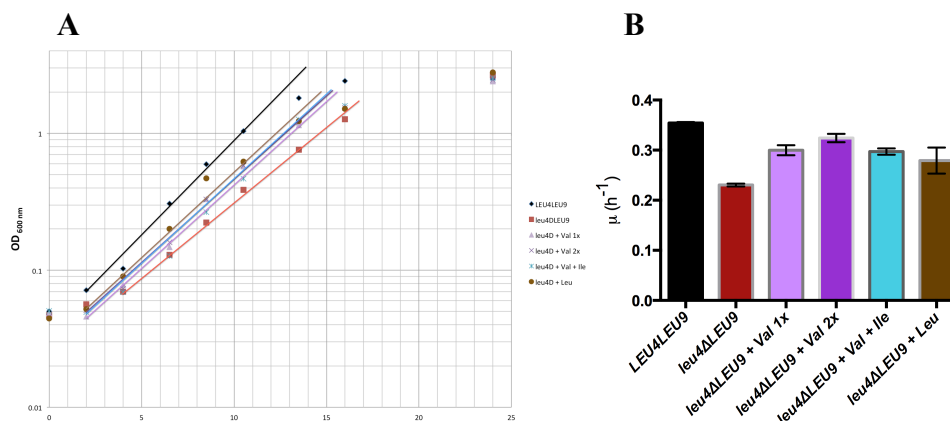 A
B
OD 600 nm
1
0.1
0.01
0
5
10
15
20
25
LEU4LEU9
leu4DLEU9
leu4D + Val 1x
leu4D + Val 2x
leu4D + Val + Ile
leu4D + Leu
μ (h⁻¹)
0.4
0.3
0.2
0.1
0.0
LEU4LEU9
leu4ΔLEU9
leu4ΔLEU9 + Val 1x
leu4ΔLEU9 + Val 2x
leu4ΔLEU9 + Val + Ile
leu4ΔLEU9 + Leu